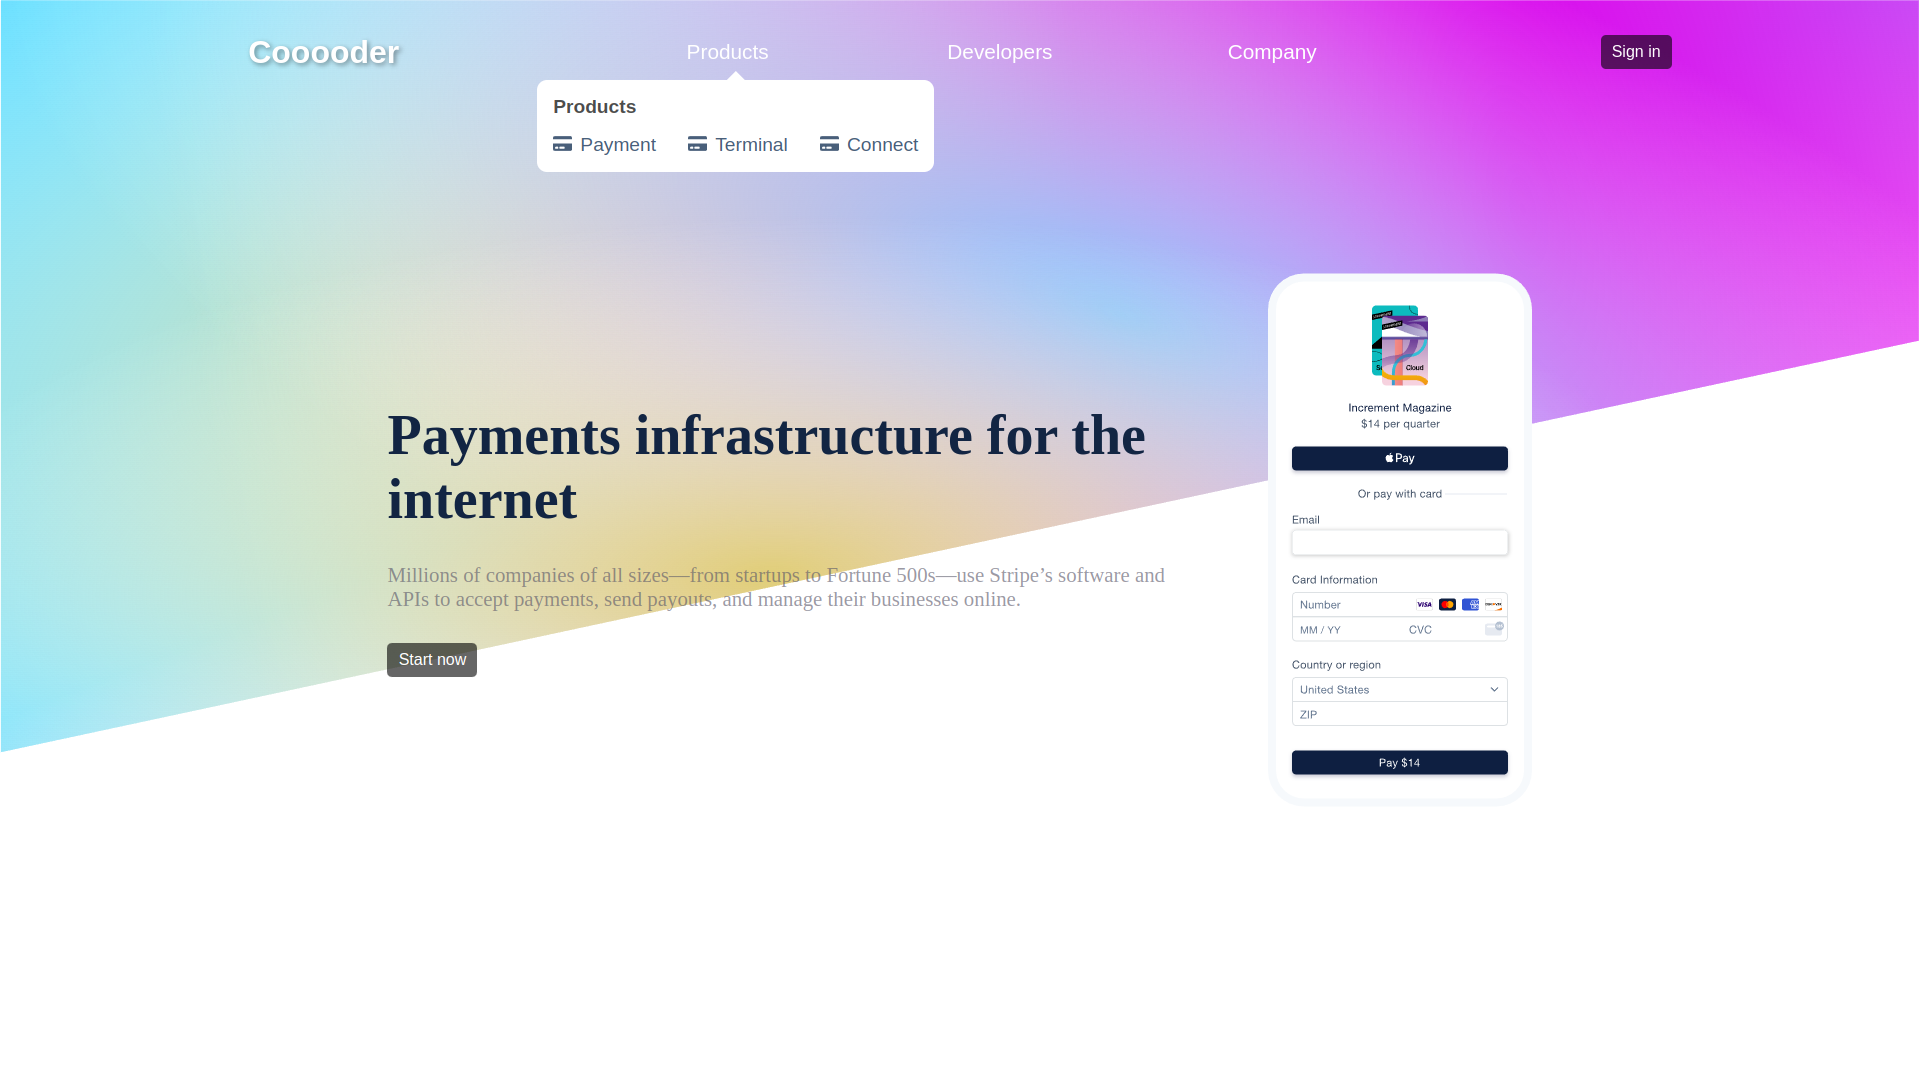 Cooooder
Products
Developers
Company
Sign in
Products
Payment
Terminal
Connect
Payments infrastructure for the
internet
Millions of companies of all sizes—from startups to Fortune 500s—use Stripe’s software and
APIs to accept payments, send payouts, and manage their businesses online.
Start now
Cloud
Increment Magazine
$14 per quarter
Pay
Or pay with card
Email
Card Information
Number
VISA
MM / YY
CVC
Country or region
United States
ZIP
Pay $14